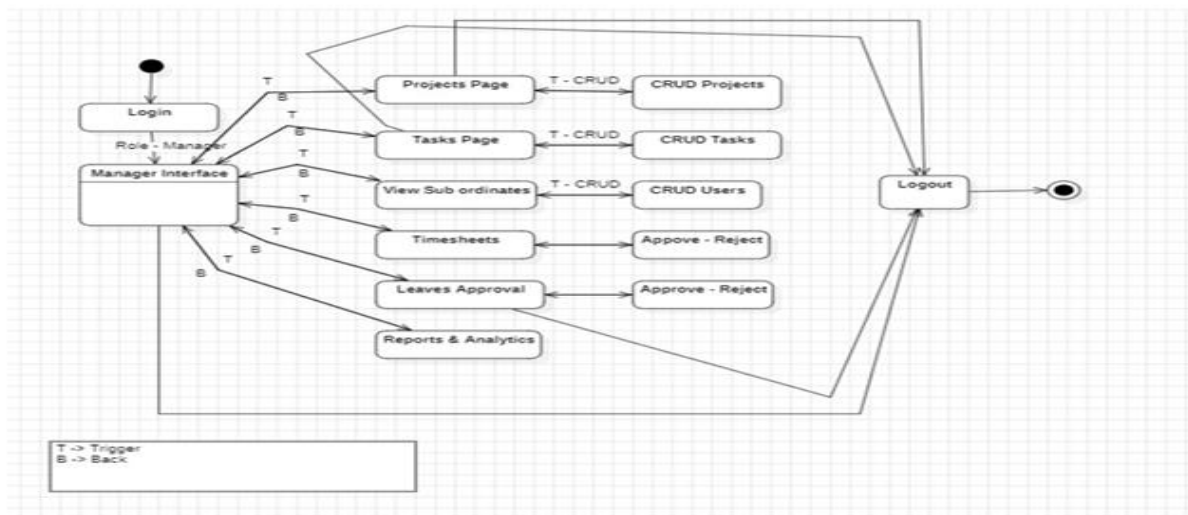 T
B
Projects Page
T - CRUD
CRUD Projects
Login
T
B
Tasks Page
T - CRUD
CRUD Tasks
Role - Manager
T
B
Manager Interface
View Sub ordinates
T - CRUD
CRUD Users
Logout
T
B
Timesheets
Appove - Reject
T
B
Leaves Approval
Approve - Reject
T
B
Reports & Analytics
T -> Trigger
B -> Back